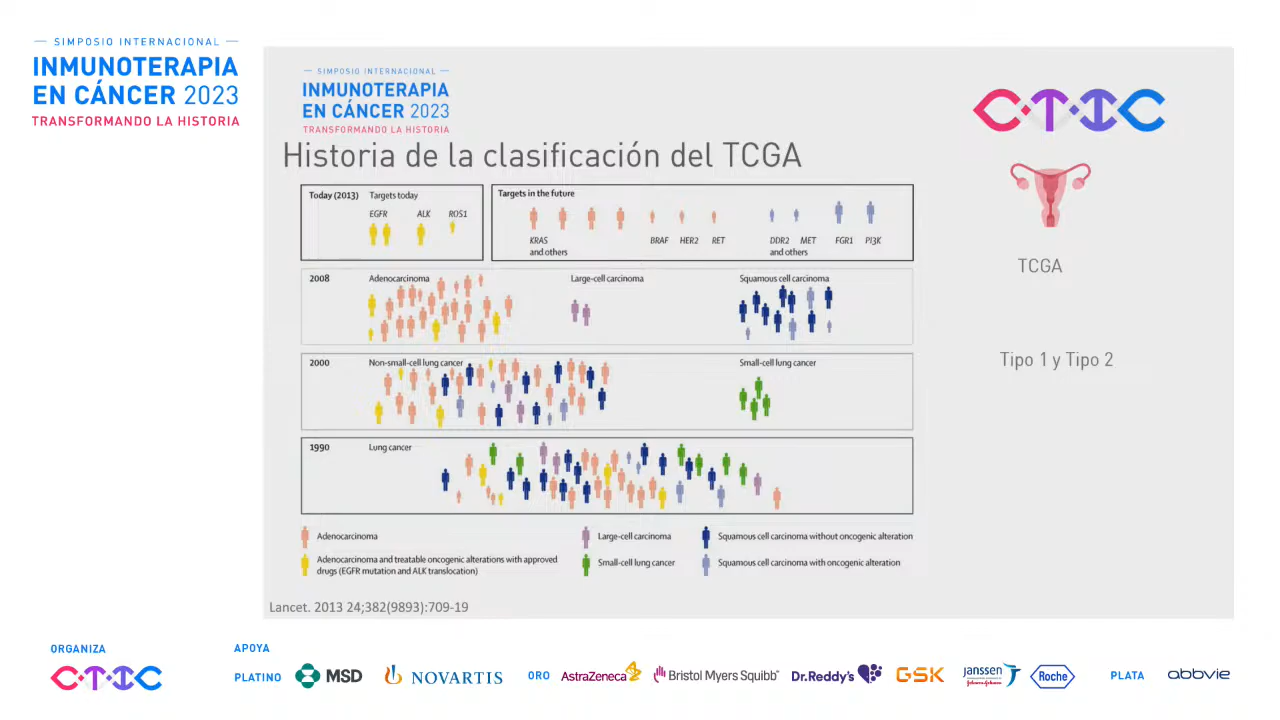 SIMPOSIO INTERNACIONAL
INMUNOTERAPIA
EN CÁNCER 2023
TRANSFORMANDO LA HISTORIA
SIMPOSIO INTERNACIONAL
INMUNOTERAPIA
EN CÁNCER 2023
TRANSFORMANDO LA HISTORIA
CTIC
Historia de la clasificación del TCGA
Today (2013) Targets today
EGFR ALK ROS1
Targets in the future
KRAS
and others
BRAF HER2 RET
DDR2 MET FGR1 PI3K
and others
2008 Adenocarcinoma Large-cell carcinoma Squamous cell carcinoma
2000 Non-small-cell lung cancer Small-cell lung cancer
1990 Lung cancer
Adenocarcinoma
Adenocarcinoma and treatable oncogenic alterations with approved
drugs (EGFR mutation and ALK translocation)
Large-cell carcinoma
Small-cell lung cancer
Squamous cell carcinoma without oncogenic alteration
Squamous cell carcinoma with oncogenic alteration
TCGA
Tipo 1 y Tipo 2
Lancet. 2013 24;382(9893):709-19
ORGANIZA
CTIC
APOYA
PLATINO MSD NOVARTIS ORO AstraZeneca Bristol Myers Squibb Dr.Reddy's GSK Janssen Roche PLATA abbvie
Johnson & Johnson